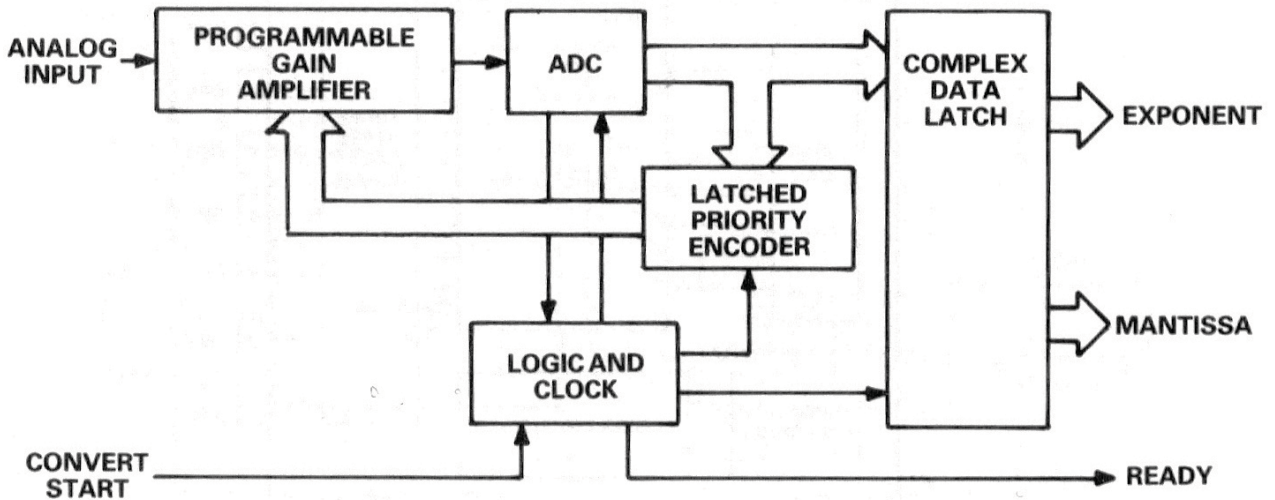 ANALOG
INPUT
PROGRAMMABLE
GAIN
AMPLIFIER
ADC
COMPLEX
DATA
LATCH
EXPONENT
LATCHED
PRIORITY
ENCODER
MANTISSA
LOGIC AND
CLOCK
CONVERT
START
READY